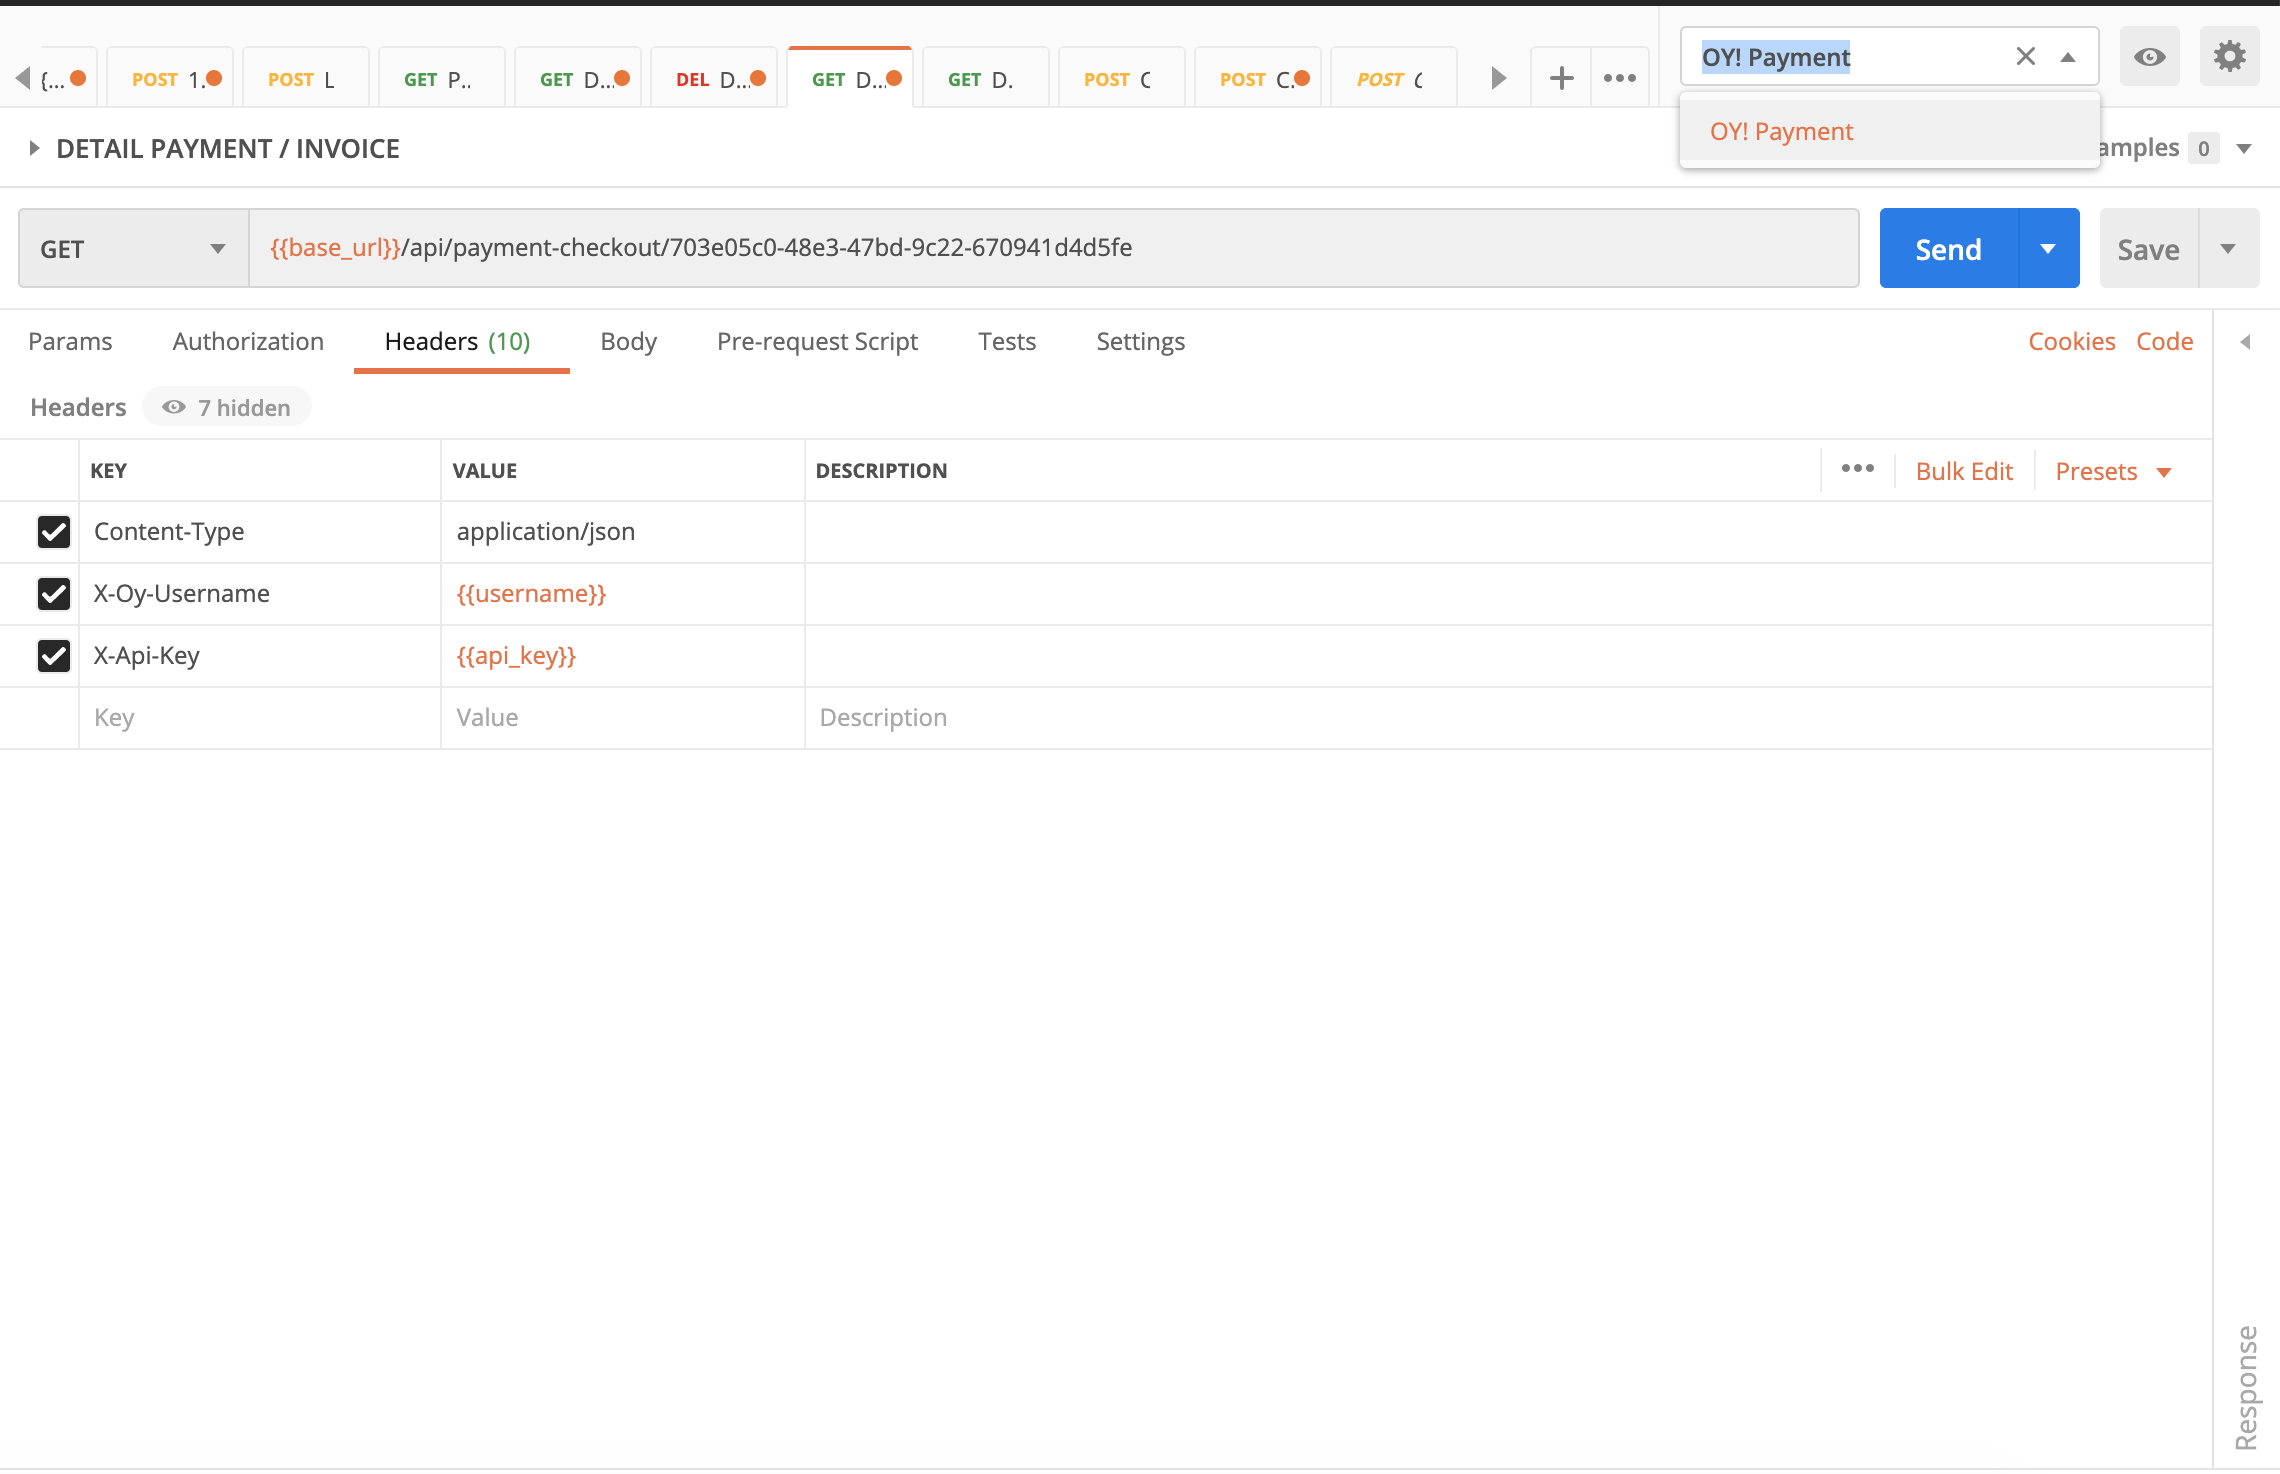 {... POST 1. POST L GET P.. GET D... DEL D... GET D... GET D. POST C POST C. POST C
OY! Payment
OY! Payment
DETAIL PAYMENT / INVOICE
amples 0
GET {{base_url}}/api/payment-checkout/703e05c0-48e3-47bd-9c22-670941d4d5fe Send Save
Params Authorization Headers (10) Body Pre-request Script Tests Settings Cookies Code
Headers 7 hidden
KEY VALUE DESCRIPTION Bulk Edit Presets
Content-Type application/json
X-Oy-Username {{username}}
X-Api-Key {{api_key}}
Key Value Description
Response